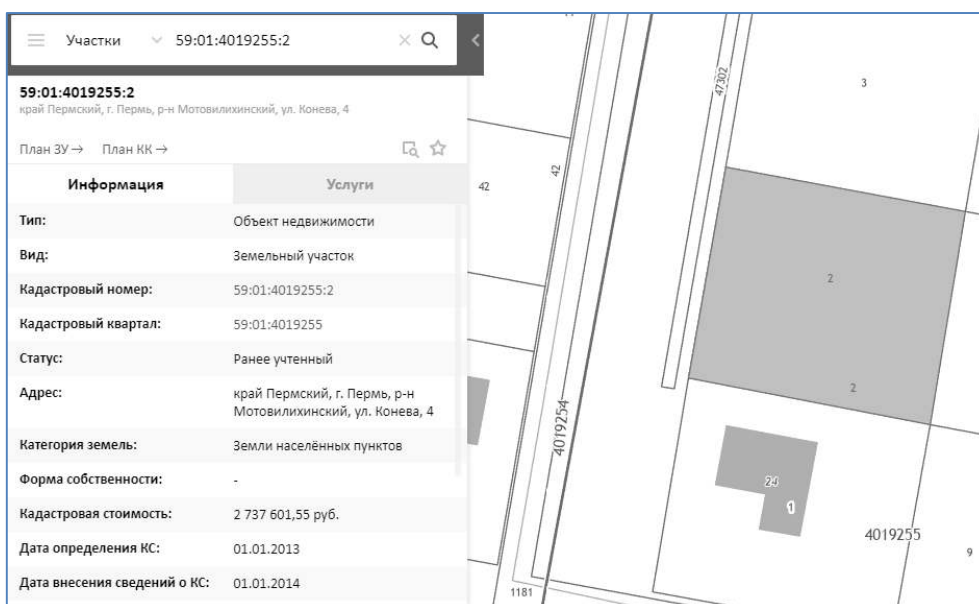 Участки 59:01:4019255:2
59:01:4019255:2
край Пермский, г. Пермь, р-н Мотовилихинский, ул. Конева, 4
План ЗУ → План КК →
Информация Услуги
Тип: Объект недвижимости
Вид: Земельный участок
Кадастровый номер: 59:01:4019255:2
Кадастровый квартал: 59:01:4019255
Статус: Ранее учтенный
Адрес: край Пермский, г. Пермь, р-н
Мотовилихинский, ул. Конева, 4
Категория земель: Земли населённых пунктов
Форма собственности: -
Кадастровая стоимость: 2 737 601,55 руб.
Дата определения КС: 01.01.2013
Дата внесения сведений о КС: 01.01.2014
47302
3
42
42
2
2
4019254
24
1
4019255
9
1181